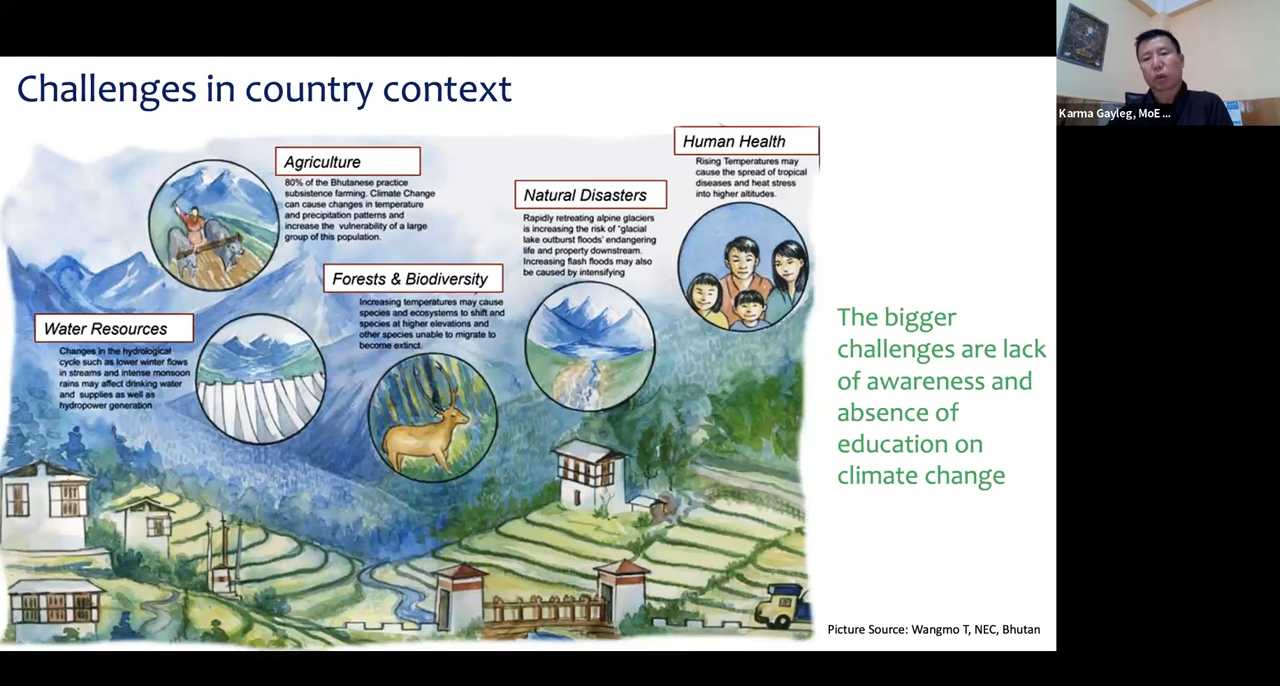 Challenges in country context
Karma Gayleg, MoE ...
Human Health
Rising Temperatures may
cause the spread of tropical
diseases and heat stress
into higher altitudes.
Agriculture
80% of the Bhutanese practice
subsistence farming. Climate Change
can cause changes in temperature
and precipitation patterns and
increase the vulnerability of a large
group of this population.
Natural Disasters
Rapidly retreating alpine glaciers
is increasing the risk of "glacial
lake outburst floods' endangering
life and property downstream.
Increasing flash floods may also
be caused by intensifying
Forests & Biodiversity
Increasing temperatures may cause
species and ecosystems to shift and
species at higher elevations and
other species unable to migrate to
become extinct.
Water Resources
Changes in the hydrological
cycle such as lower winter flows
in streams and intense monsoon
rains may affect drinking water
and supplies as well as
hydropower generation
The bigger
challenges are lack
of awareness and
absence of
education on
climate change
Picture Source: Wangmo T, NEC, Bhutan